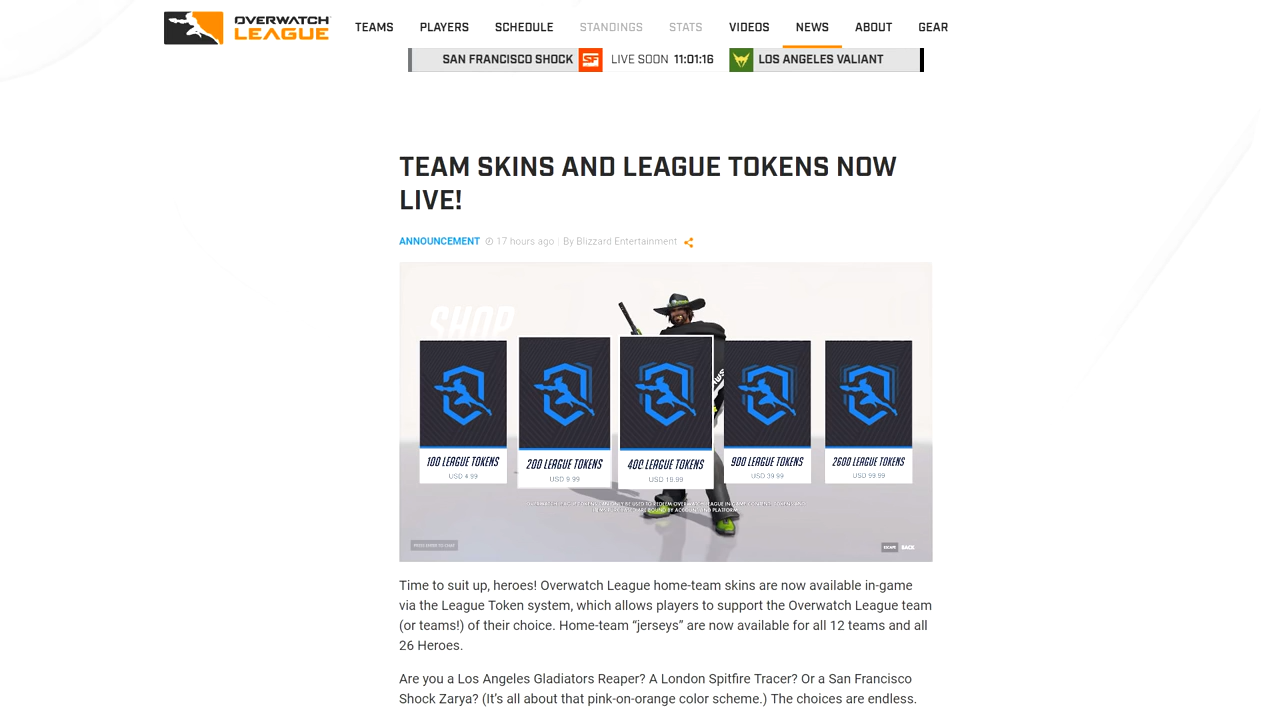 OVERWATCH LEAGUE
TEAMS PLAYERS SCHEDULE STANDINGS STATS VIDEOS NEWS ABOUT GEAR
SAN FRANCISCO SHOCK SF LIVE SOON 11:01:16 LOS ANGELES VALIANT
TEAM SKINS AND LEAGUE TOKENS NOW
LIVE!
ANNOUNCEMENT 17 hours ago | By Blizzard Entertainment
SHOP
100 LEAGUE TOKENS
USD 4.99
200 LEAGUE TOKENS
USD 9.99
400 LEAGUE TOKENS
USD 19.99
900 LEAGUE TOKENS
USD 39.99
2600 LEAGUE TOKENS
USD 99.99
ESCAPE BACK
Time to suit up, heroes! Overwatch League home-team skins are now available in-game
via the League Token system, which allows players to support the Overwatch League team
(or teams!) of their choice. Home-team “jerseys” are now available for all 12 teams and all
26 Heroes.
Are you a Los Angeles Gladiators Reaper? A London Spitfire Tracer? Or a San Francisco
Shock Zarya? (It’s all about that pink-on-orange color scheme.) The choices are endless.